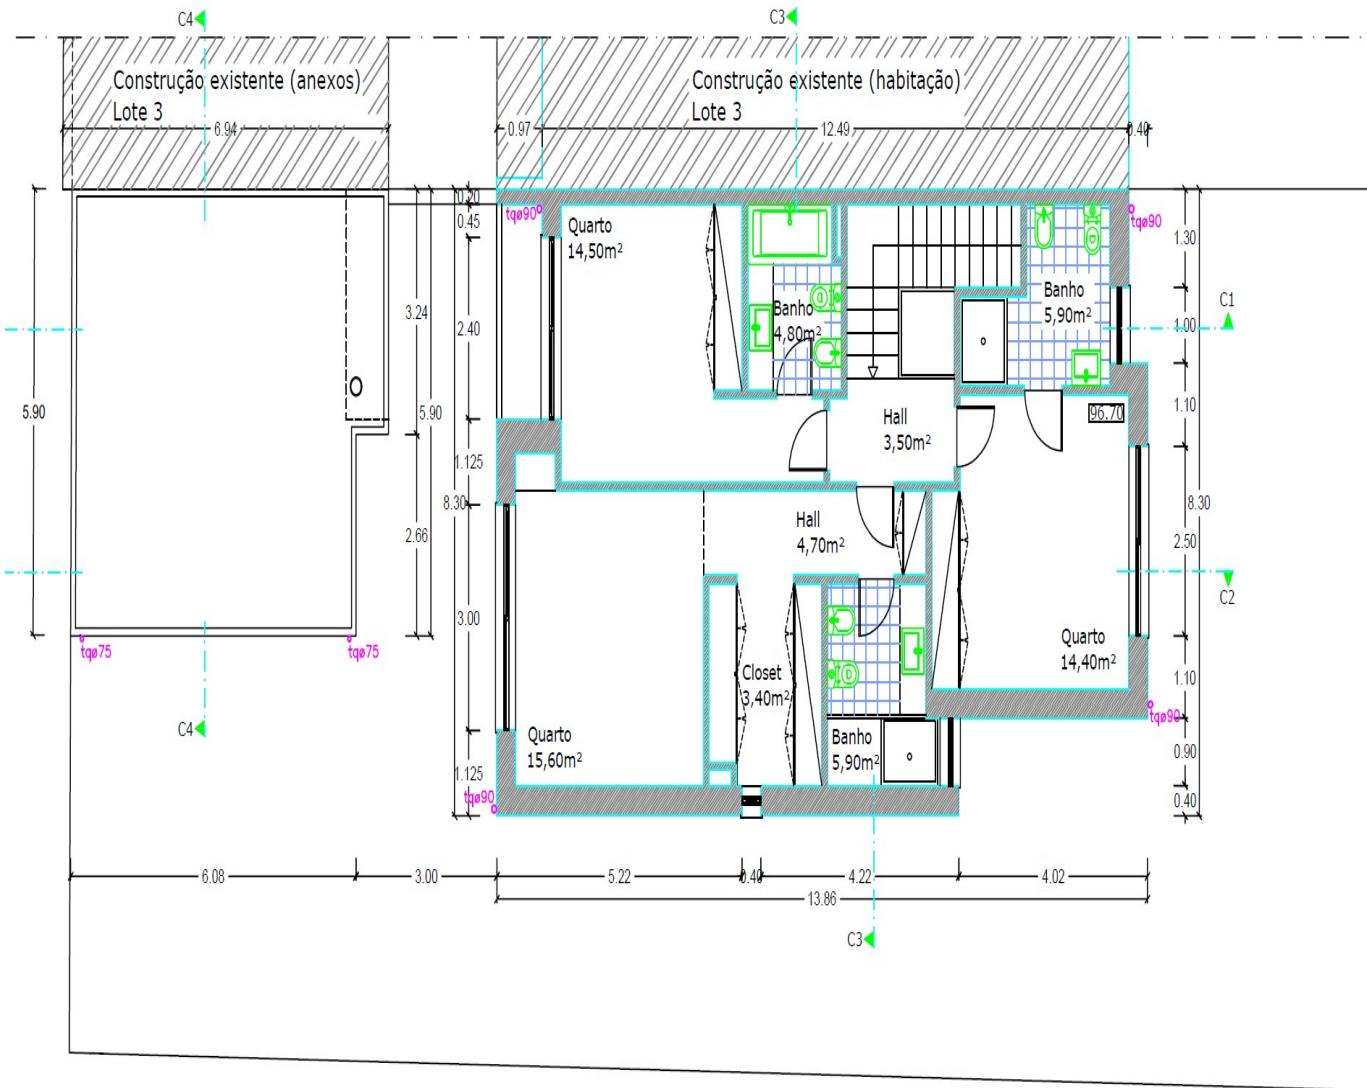 C4
C3
Construção existente (anexos)
Lote 3
Construção existente (habitação)
Lote 3
6.94
0.97
12.49
0.40
0.20
0.45
tqø90
tqø90
Quarto
14,50m²
1.30
Banho
4,80m²
Banho
5,90m²
C1
3.24
2.40
1.00
5.90
5.90
96.70
1.10
Hall
3,50m²
1.125
8.30
8.30
Hall
4,70m²
2.66
2.50
C2
3.00
tqø75
tqø75
Quarto
14,40m²
Closet
3,40m²
1.10
tqø90
C4
Quarto
15,60m²
Banho
5,90m²
0.90
1.125
tqø90
0.40
6.08
3.00
5.22
0.40
4.22
4.02
13.86
C3